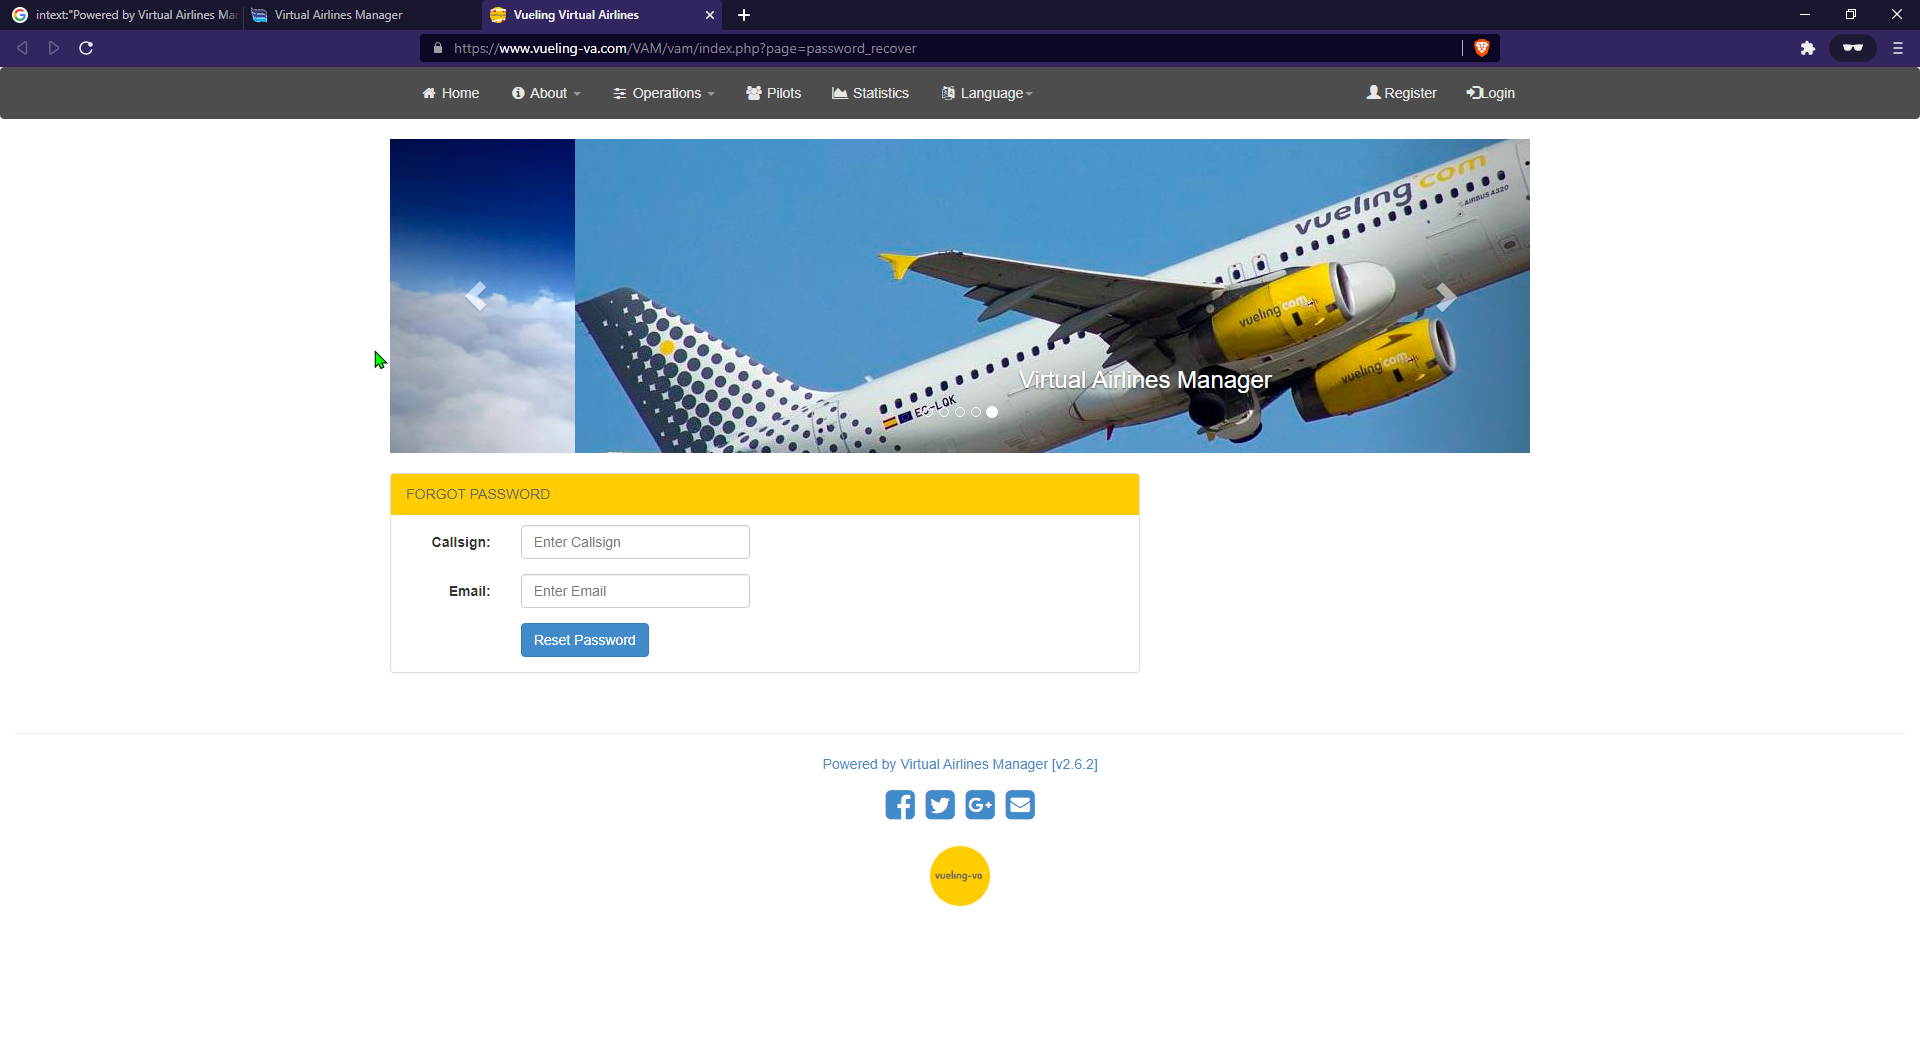 intext:"Powered by Virtual Airlines Ma
Virtual Airlines Manager
Vueling Virtual Airlines
https://www.vueling-va.com/VAM/vam/index.php?page=password_recover
Home
About
Operations
Pilots
Statistics
Language
Register
Login
vueling.com
AIRBUS A320
vueling.com
vueling.com
EC-LQK
Virtual Airlines Manager
FORGOT PASSWORD
Callsign: Enter Callsign
Email: Enter Email
Reset Password
Powered by Virtual Airlines Manager [v2.6.2]
vueling-va